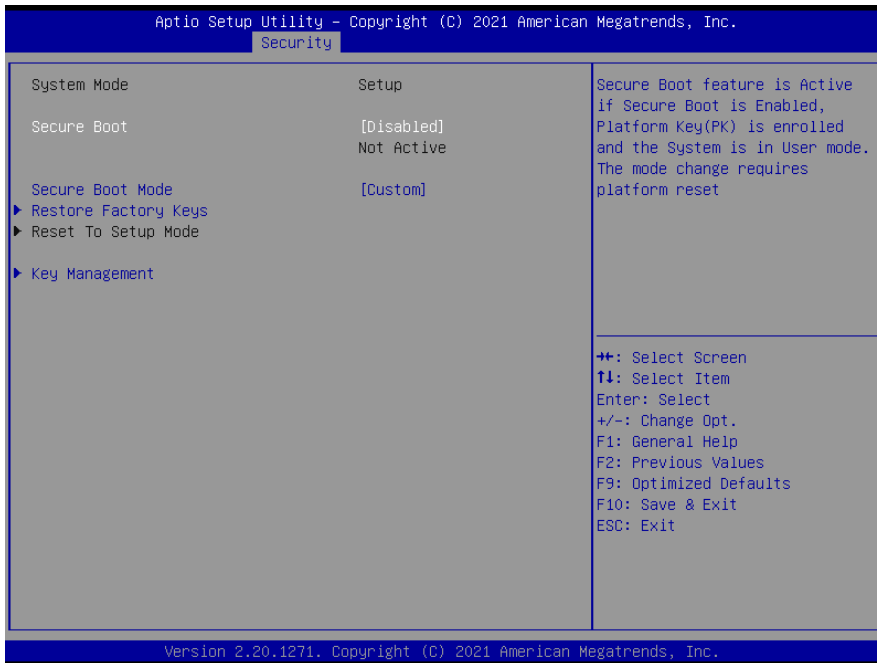 Aptio Setup Utility – Copyright (C) 2021 American Megatrends, Inc.
Security
System Mode Setup
Secure Boot [Disabled]
Not Active
Secure Boot Mode [Custom]
Restore Factory Keys
Reset To Setup Mode
Key Management
Secure Boot feature is Active
if Secure Boot is Enabled,
Platform Key(PK) is enrolled
and the System is in User mode.
The mode change requires
platform reset
→←: Select Screen
↑↓: Select Item
Enter: Select
+/-: Change Opt.
F1: General Help
F2: Previous Values
F9: Optimized Defaults
F10: Save & Exit
ESC: Exit
Version 2.20.1271. Copyright (C) 2021 American Megatrends, Inc.